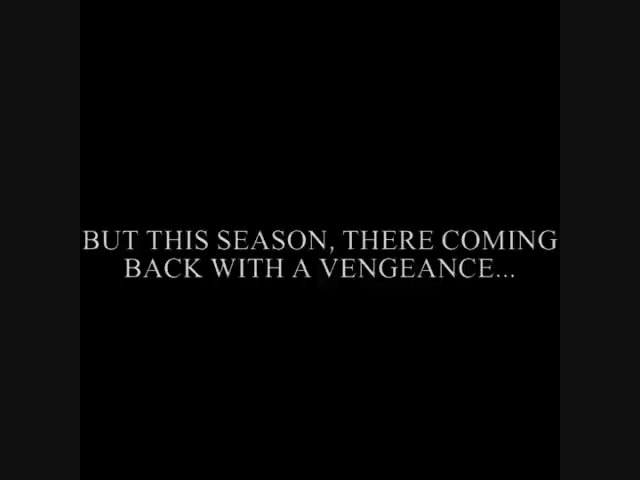 BUT THIS SEASON, THERE COMING
BACK WITH A VENGEANCE...